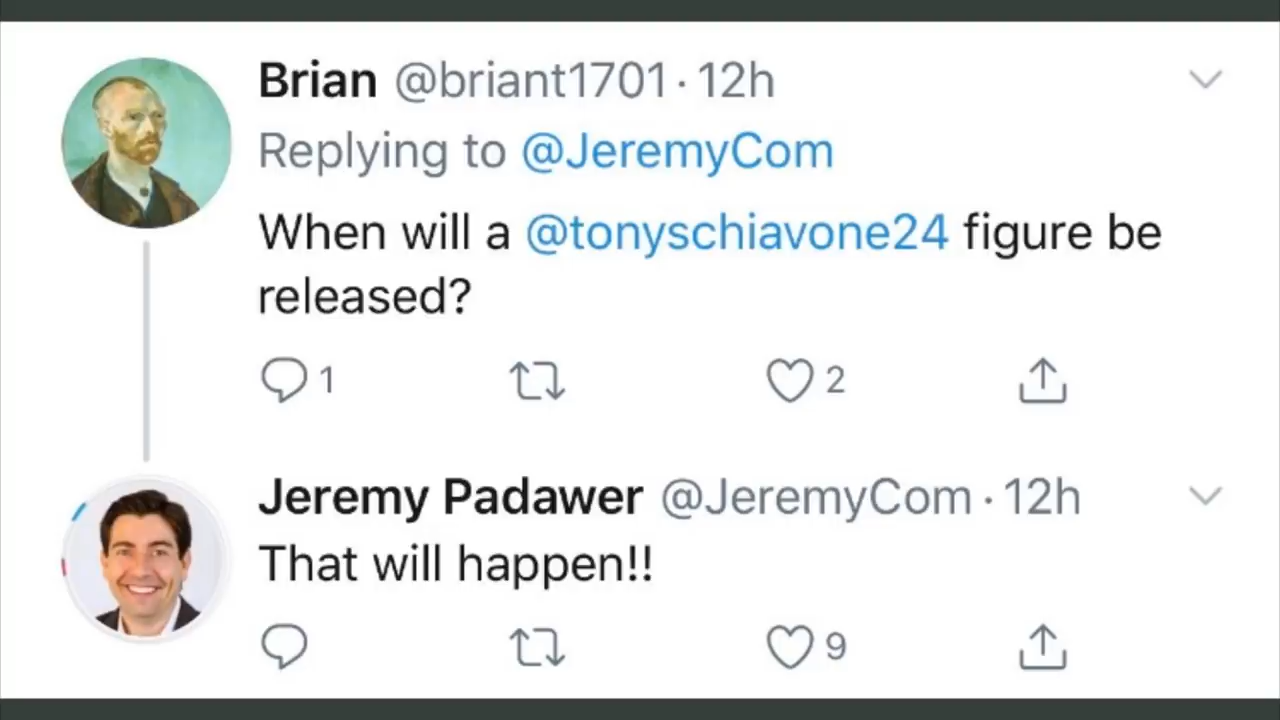 Brian @briant1701 · 12h
Replying to @JeremyCom
When will a @tonyschiavone24 figure be
released?
1 2
Jeremy Padawer @JeremyCom · 12h
That will happen!!
9